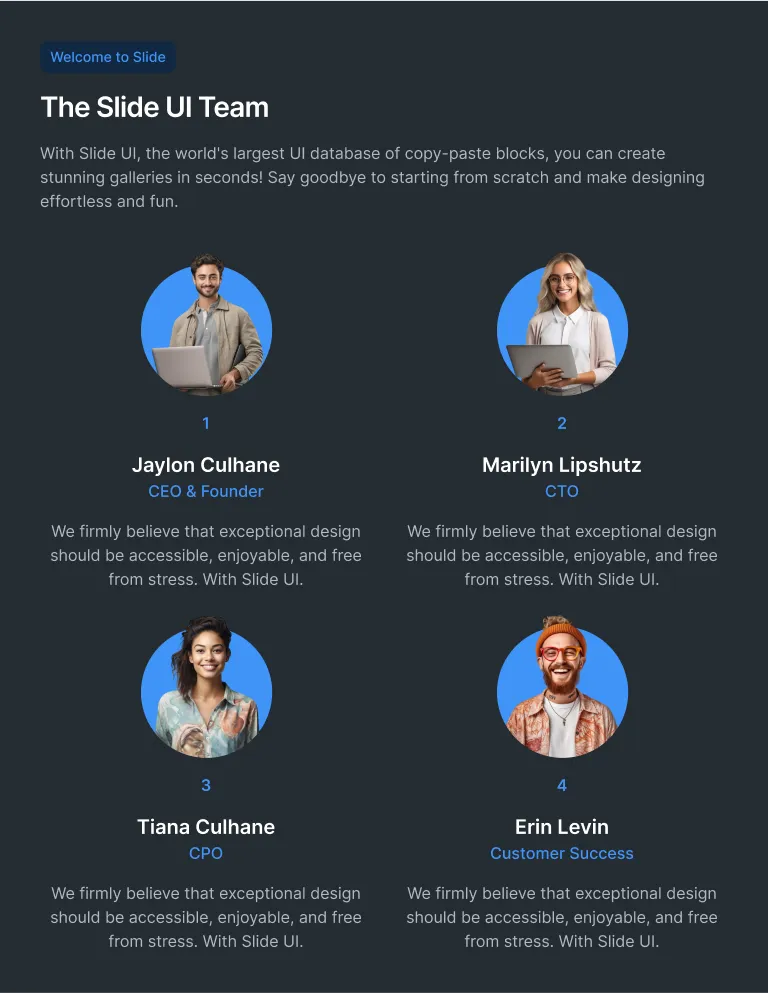 Welcome to Slide
The Slide UI Team
With Slide UI, the world's largest UI database of copy-paste blocks, you can create
stunning galleries in seconds! Say goodbye to starting from scratch and make designing
effortless and fun.
1
Jaylon Culhane
CEO & Founder
We firmly believe that exceptional design
should be accessible, enjoyable, and free
from stress. With Slide UI.
2
Marilyn Lipshutz
CTO
We firmly believe that exceptional design
should be accessible, enjoyable, and free
from stress. With Slide UI.
3
Tiana Culhane
CPO
We firmly believe that exceptional design
should be accessible, enjoyable, and free
from stress. With Slide UI.
4
Erin Levin
Customer Success
We firmly believe that exceptional design
should be accessible, enjoyable, and free
from stress. With Slide UI.